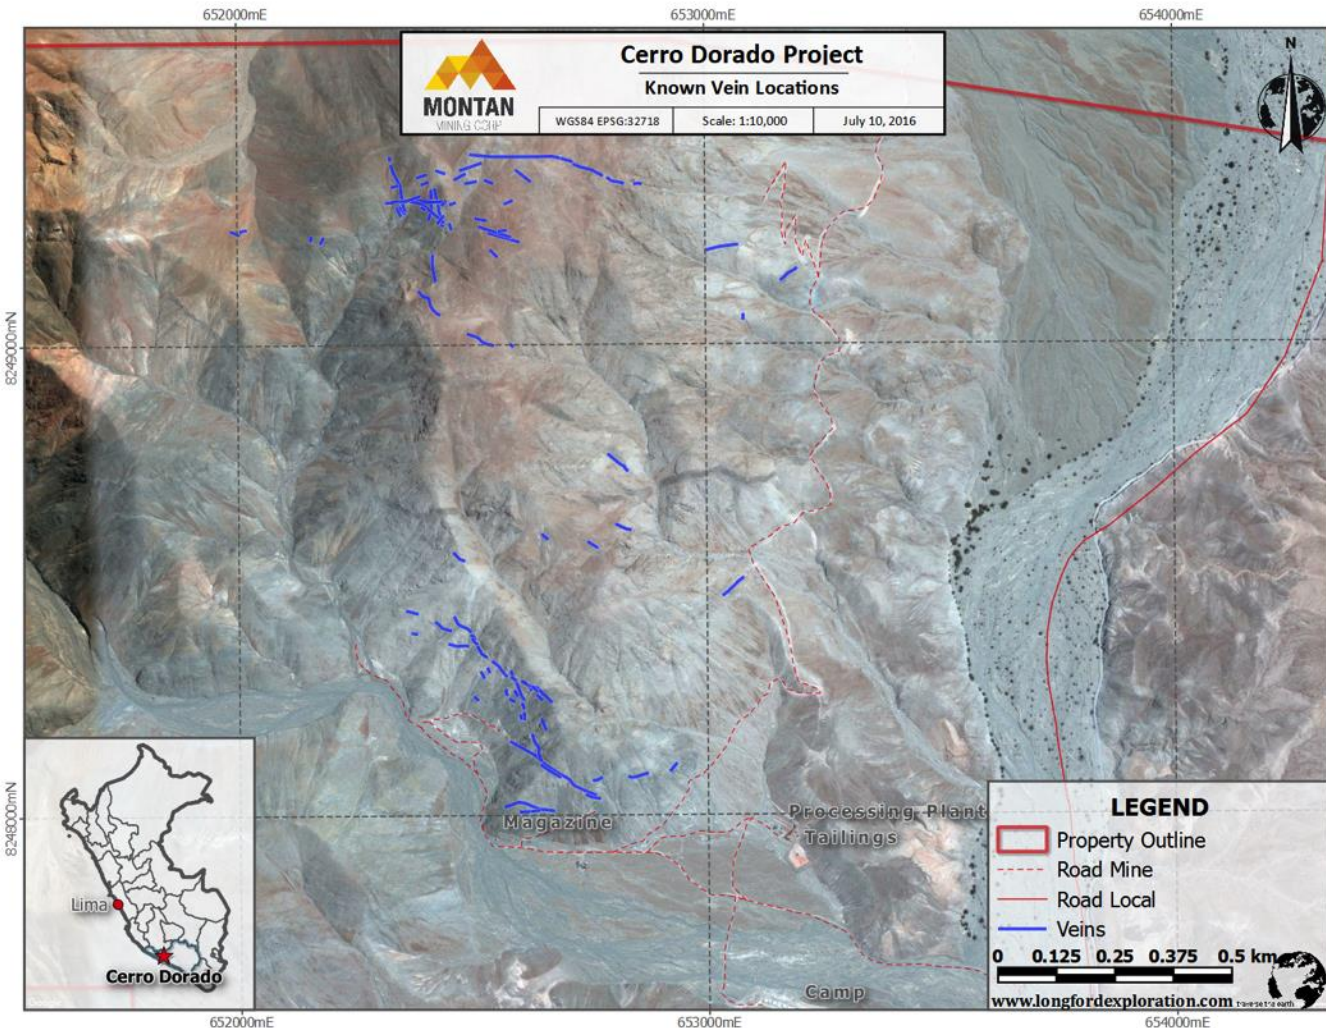 652000mE
653000mE
654000mE
Cerro Dorado Project
Known Vein Locations
MONTAN
MINING CORP
WGS84 EPSG:32718
Scale: 1:10,000
July 10, 2016
N
8249000mN
8248000mN
Magazine
Processing Plant
Tailings
Camp
Lima
Cerro Dorado
LEGEND
Property Outline
Road Mine
Road Local
Veins
0 0.125 0.25 0.375 0.5 km
www.longfordexploration.com
652000mE
653000mE
654000mE